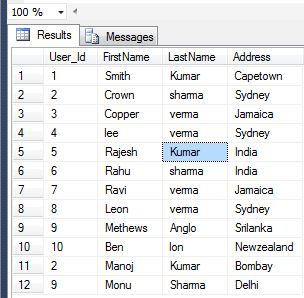 100 %
Results Messages
User_Id FirstName LastName Address
1 1 Smith Kumar Capetown
2 2 Crown sharma Sydney
3 3 Copper verma Jamaica
4 4 lee verma Sydney
5 5 Rajesh Kumar India
6 6 Rahu sharma India
7 7 Ravi verma Jamaica
8 8 Leon verma Sydney
9 9 Methews Anglo Srilanka
10 10 Ben lon Newzealand
11 2 Manoj Kumar Bombay
12 9 Monu Sharma Delhi